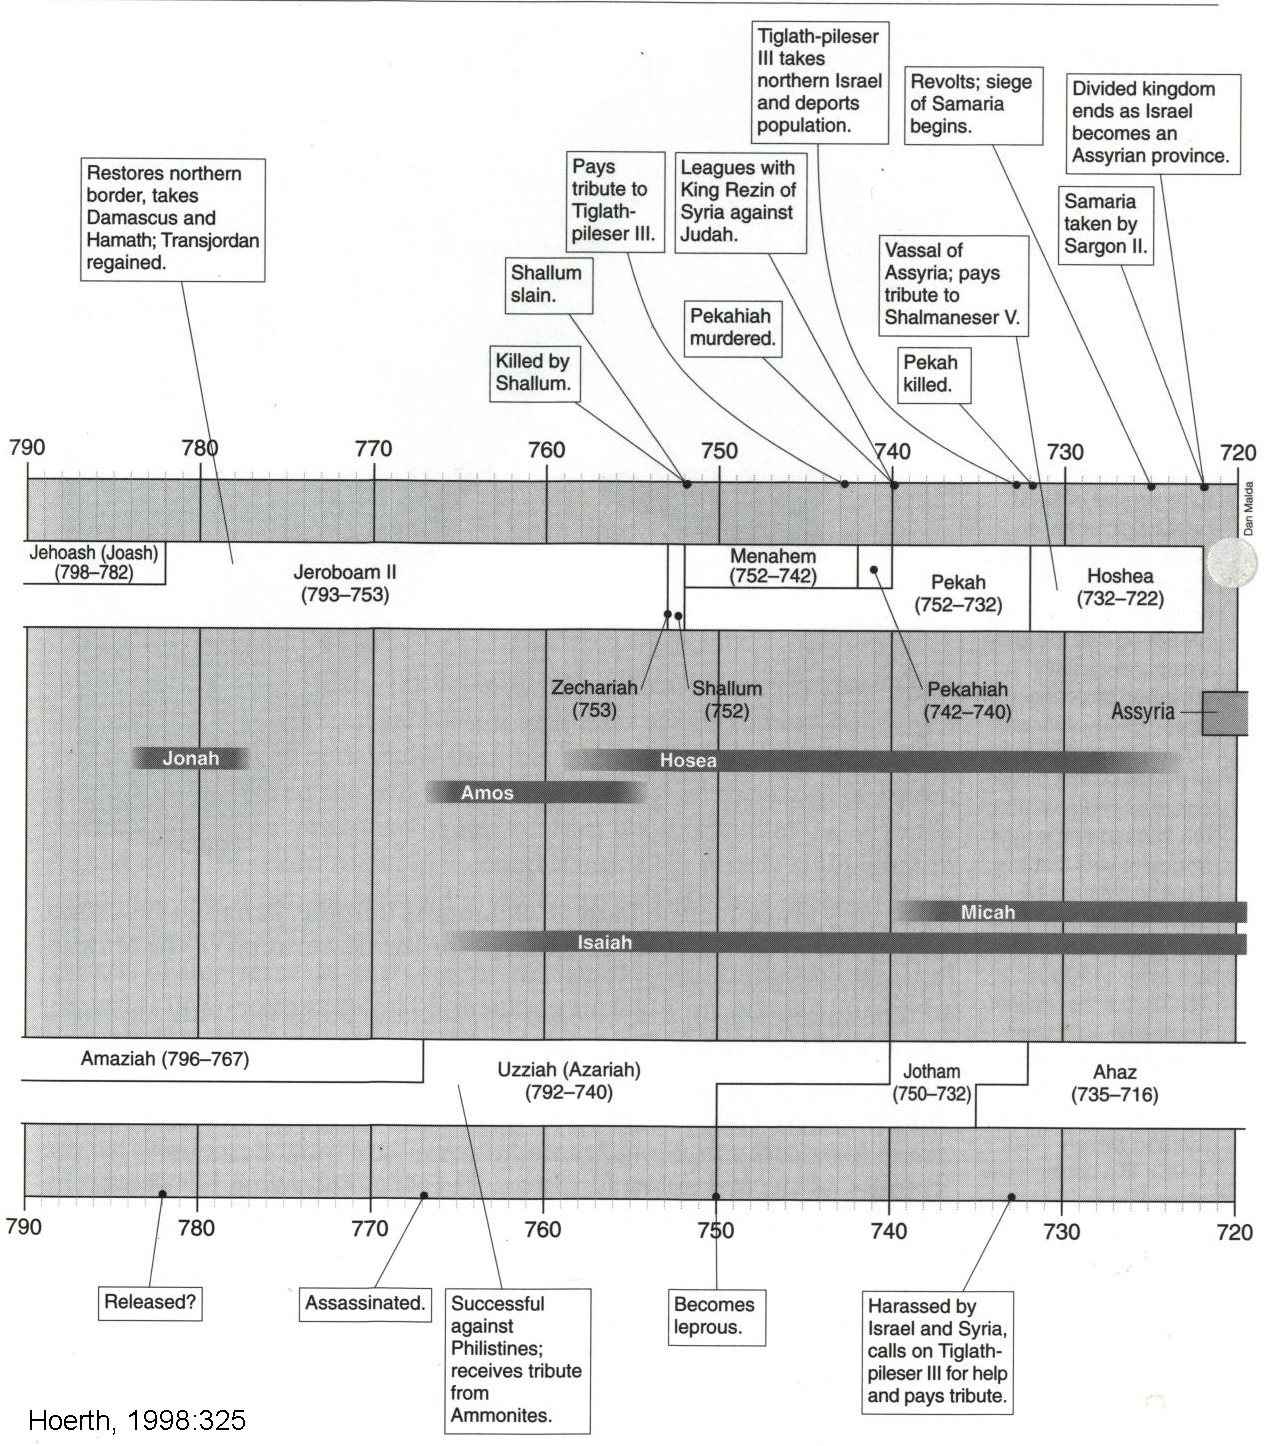 Tiglath-pileser
III takes
northern Israel
and deports
population.
Revolts; siege
of Samaria
begins.
Divided kingdom
ends as Israel
becomes an
Assyrian province.
Restores northern
border, takes
Damascus and
Hamath; Transjordan
regained.
Pays
tribute to
Tiglath-
pileser III.
Leagues with
King Rezin of
Syria against
Judah.
Samaria
taken by
Sargon II.
Vassal of
Assyria; pays
tribute to
Shalmaneser V.
Shallum
slain.
Pekahiah
murdered.
Killed by
Shallum.
Pekah
killed.
790 780 770 760 750 740 730 720
Dan Malda
Jehoash (Joash)
(798–782)
Jeroboam II
(793–753)
Menahem
(752–742)
Pekah
(752–732)
Hoshea
(732–722)
Zechariah
(753)
Shallum
(752)
Pekahiah
(742–740)
Assyria
Jonah
Hosea
Amos
Micah
Isaiah
Amaziah (796–767)
Uzziah (Azariah)
(792–740)
Jotham
(750–732)
Ahaz
(735–716)
790 780 770 760 750 740 730 720
Released?
Assassinated.
Successful
against
Philistines;
receives tribute
from
Ammonites.
Becomes
leprous.
Harassed by
Israel and Syria,
calls on Tiglath-
pileser III for help
and pays tribute.
Hoerth, 1998:325